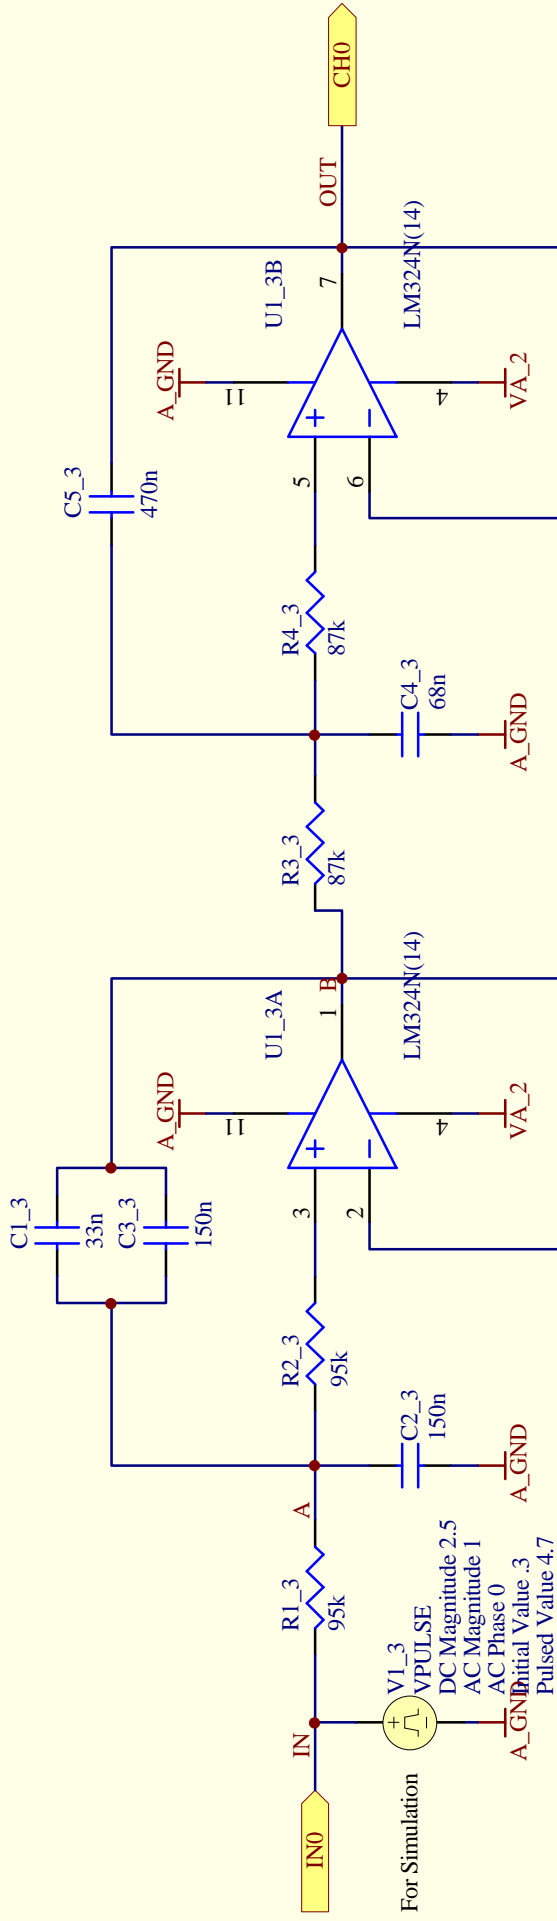 IN0
IN
For Simulation
V1_3
VPULSE
DC Magnitude 2.5
AC Magnitude 1
AC Phase 0
Initial Value .3
Pulsed Value 4.7
A_GND
R1_3
95k
A
C2_3
150n
A_GND
R2_3
95k
C1_3
33n
C3_3
150n
3
2
+
−
A_GND
11
4
VA_2
U1_3A
1
B
LM324N(14)
R3_3
87k
C4_3
68n
A_GND
R4_3
87k
C5_3
470n
5
6
+
−
A_GND
11
4
VA_2
U1_3B
7
LM324N(14)
OUT
CH0